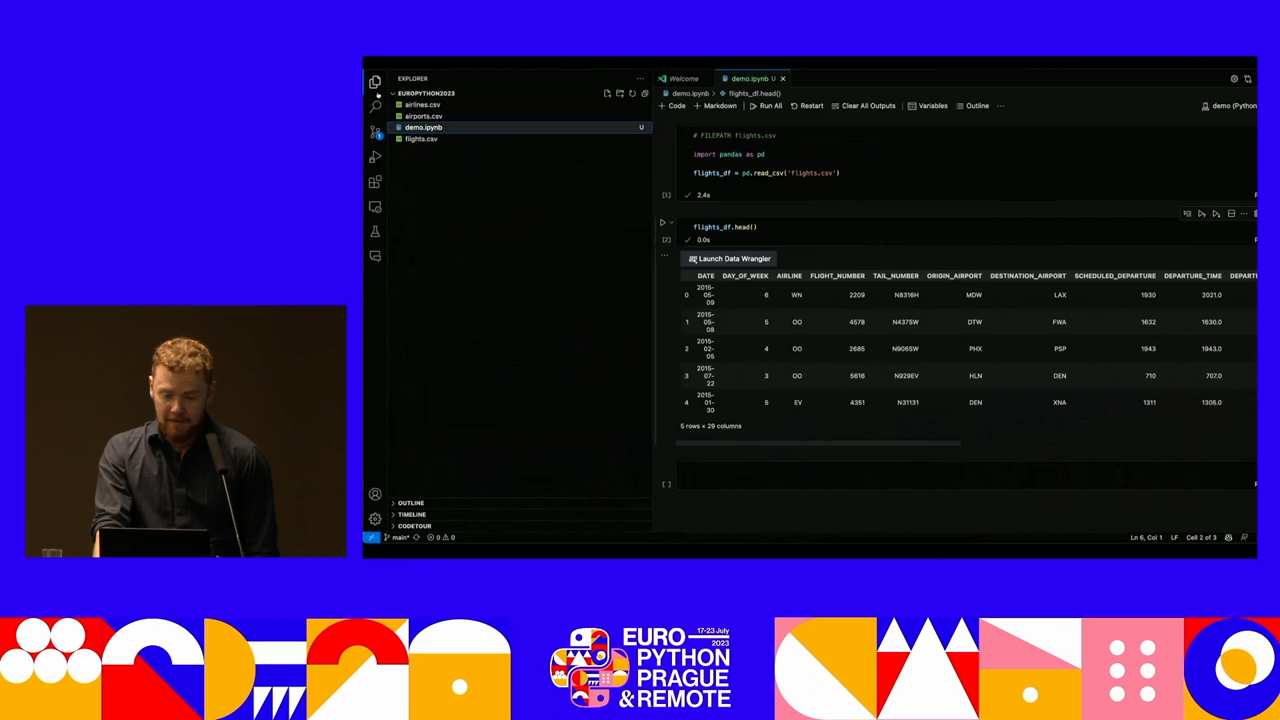 EXPLORER
EUROPYTHON2023
airlines.csv
airports.csv
demo.ipynb U
flights.csv
OUTLINE
TIMELINE
CODETOUR
main* 0 0
Welcome demo.ipynb U
demo.ipynb > flights_df.head()
+ Code + Markdown Run All Restart Clear All Outputs Variables Outline ... demo (Python
# FILEPATH flights.csv
import pandas as pd
flights_df = pd.read_csv('flights.csv')
[1] 2.4s
flights_df.head()
[2] 0.0s
Launch Data Wrangler
DATE DAY_OF_WEEK AIRLINE FLIGHT_NUMBER TAIL_NUMBER ORIGIN_AIRPORT DESTINATION_AIRPORT SCHEDULED_DEPARTURE DEPARTURE_TIME
0 2015-05-09 6 WN 2209 N8316H MDW LAX 1930 2021.0
1 2015-05-08 5 OO 4578 N437SW DTW FWA 1632 1630.0
2 2015-02-05 4 OO 2685 N906SW PHX PSP 1943 1943.0
3 2015-07-22 3 OO 5616 N929EV HLN DEN 710 707.0
4 2015-01-30 5 EV 4351 N31131 DEN XNA 1311 1305.0
5 rows × 29 columns
[ ]
Ln 6, Col 1 LF Cell 2 of 3
17-23 July
2023
EURO
PYTHON
PRAGUE
& REMOTE